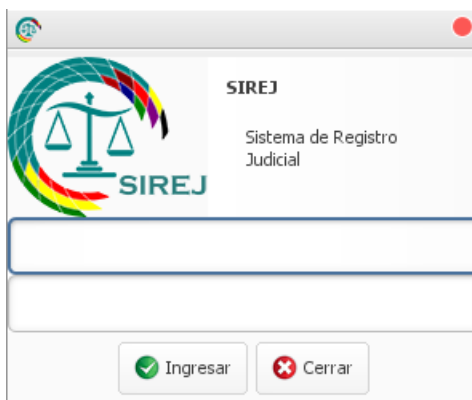 SIREJ
Sistema de Registro
Judicial
SIREJ
Ingresar
Cerrar